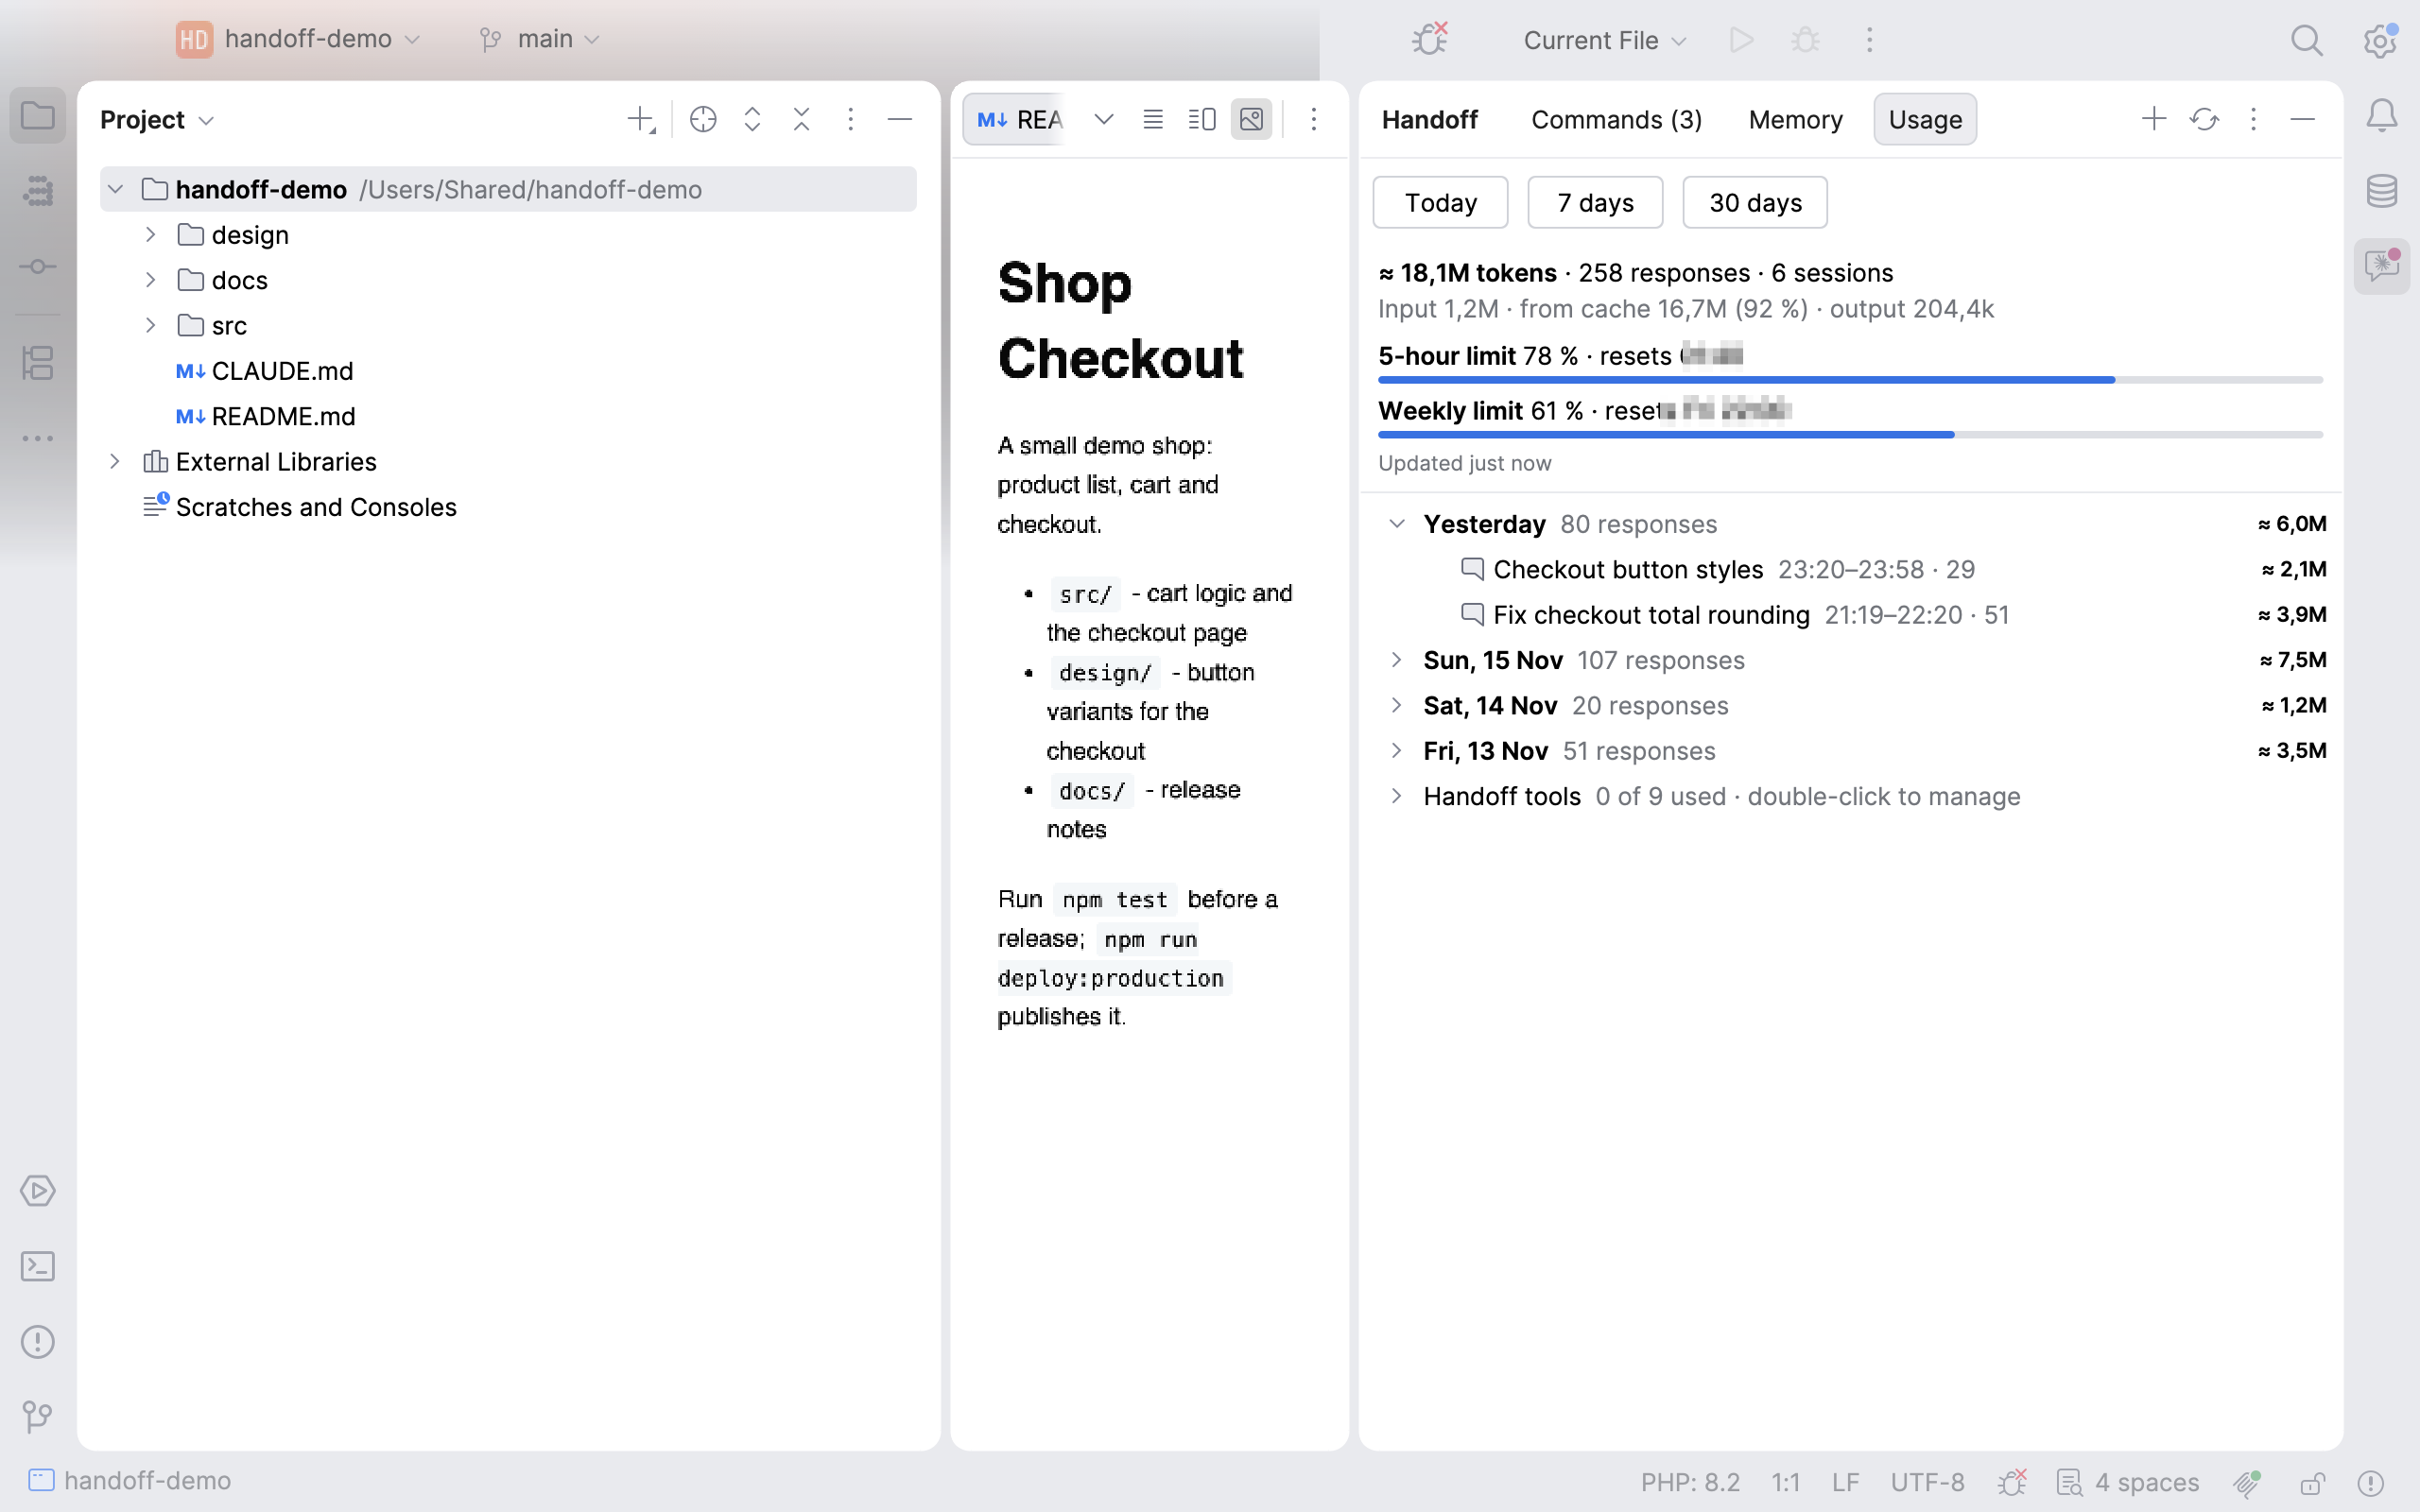 HD handoff-demo
main
Current File
Project
handoff-demo /Users/Shared/handoff-demo
design
docs
src
M↓ CLAUDE.md
M↓ README.md
External Libraries
Scratches and Consoles
M↓ REA
Shop
Checkout
A small demo shop:
product list, cart and
checkout.
• src/ - cart logic and
the checkout page
• design/ - button
variants for the
checkout
• docs/ - release
notes
Run npm test before a
release; npm run
deploy:production
publishes it.
Handoff Commands (3) Memory Usage
Today 7 days 30 days
≈ 18,1M tokens · 258 responses · 6 sessions
Input 1,2M · from cache 16,7M (92 %) · output 204,4k
5-hour limit 78 % · resets
Weekly limit 61 % · resets
Updated just now
Yesterday 80 responses ≈ 6,0M
Checkout button styles 23:20–23:58 · 29 ≈ 2,1M
Fix checkout total rounding 21:19–22:20 · 51 ≈ 3,9M
Sun, 15 Nov 107 responses ≈ 7,5M
Sat, 14 Nov 20 responses ≈ 1,2M
Fri, 13 Nov 51 responses ≈ 3,5M
Handoff tools 0 of 9 used · double-click to manage
handoff-demo
PHP: 8.2 1:1 LF UTF-8 4 spaces